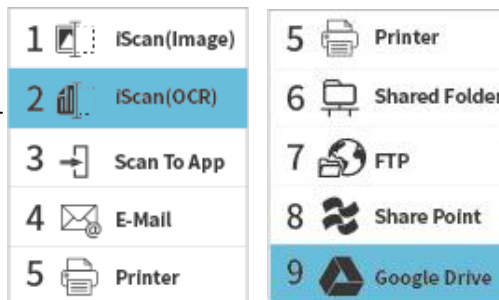 1 iScan(Image)
2 iScan(OCR)
3 Scan To App
4 E-Mail
5 Printer
5 Printer
6 Shared Folder
7 FTP
8 Share Point
9 Google Drive